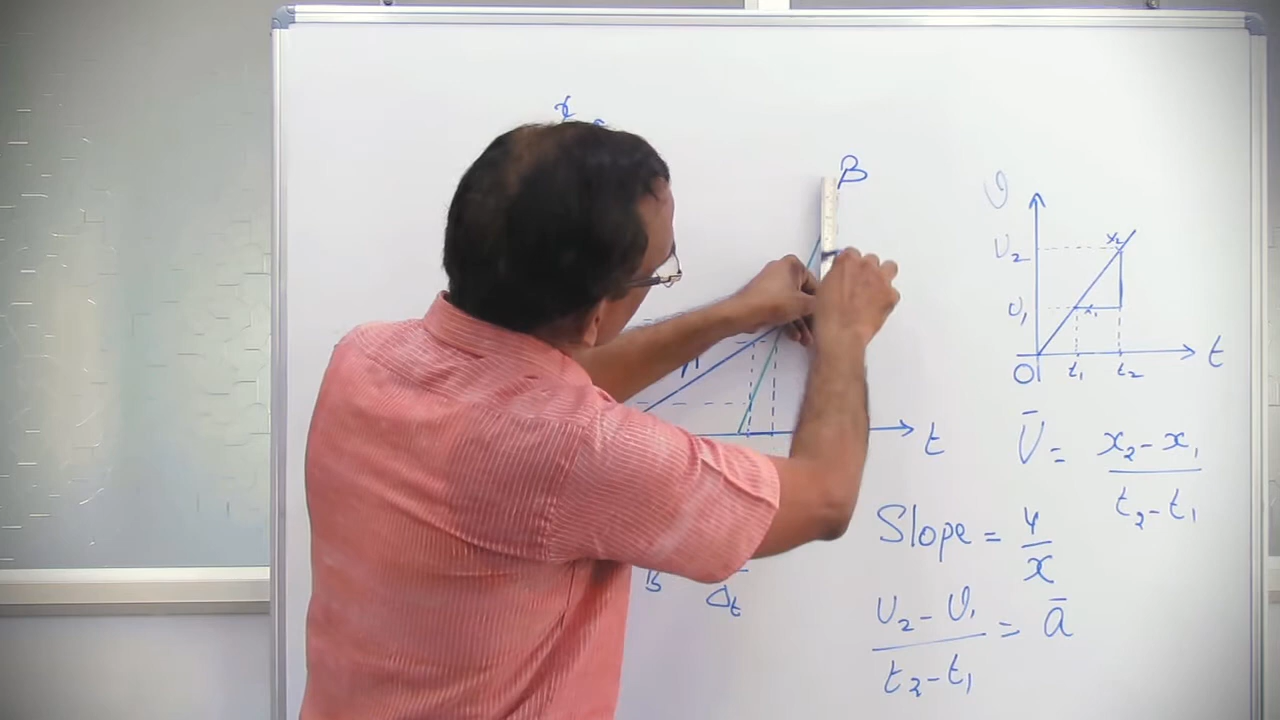 x
B
A
t
B
Δt
υ
υ₂
x₂
υ₁
x₁
O
t₁
t₂
t
V̄ = x₂ - x₁
t₂ - t₁
Slope = y
x
υ₂ - υ₁ = ā
t₂ - t₁